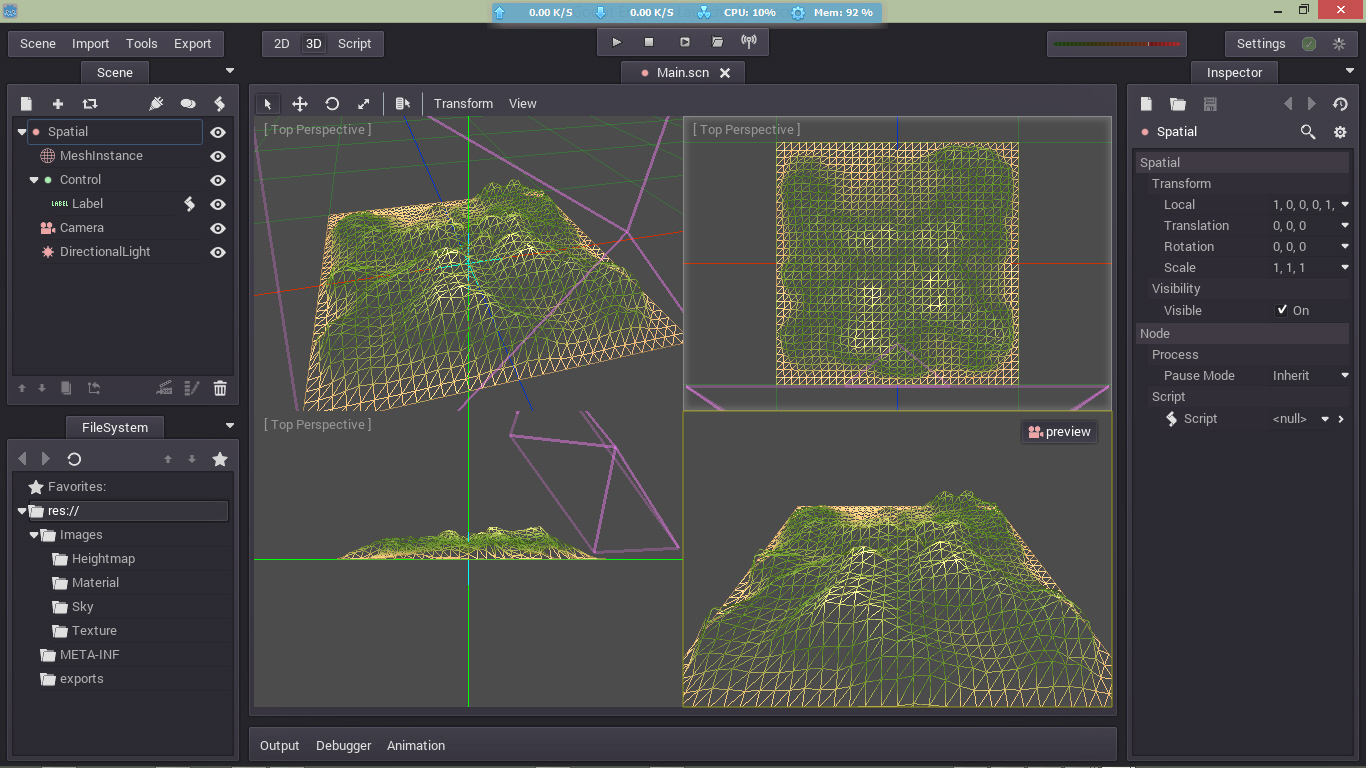 0.00 K/S 0.00 K/S CPU: 10% Mem: 92 %
Scene Import Tools Export
2D 3D Script
Settings
Scene
Main.scn
Inspector
Transform View
Spatial
MeshInstance
Control
LABEL Label
Camera
DirectionalLight
FileSystem
Favorites:
res://
Images
Heightmap
Material
Sky
Texture
META-INF
exports
[ Top Perspective ]
[ Top Perspective ]
[ Top Perspective ]
preview
Output Debugger Animation
Spatial
Spatial
Transform
Local 1, 0, 0, 0, 1,
Translation 0, 0, 0
Rotation 0, 0, 0
Scale 1, 1, 1
Visibility
Visible On
Node
Process
Pause Mode Inherit
Script
Script <null>